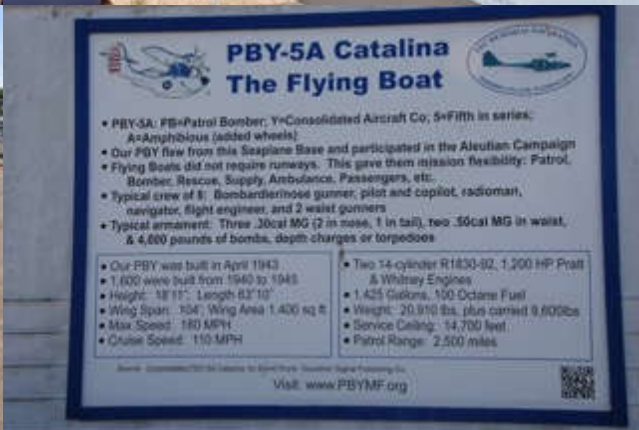 PBY-5A Catalina
The Flying Boat
• PBY-5A: PB=Patrol Bomber; Y=Consolidated Aircraft Co; 5=Fifth in series;
A=Amphibious (added wheels)
• Our PBY flew from this Seaplane Base and participated in the Aleutian Campaign
• Flying Boats did not require runways. This gave them mission flexibility: Patrol,
Bomber, Rescue, Supply, Ambulance, Passengers, etc.
• Typical crew of 8: Bombardier/nose gunner, pilot and copilot, radioman,
navigator, flight engineer, and 2 waist gunners
• Typical armament: Three .30cal MG (2 in nose, 1 in tail), two .50cal MG in waist,
& 4,000 pounds of bombs, depth charges or torpedoes
• Our PBY was built in April 1943
• 1,600 were built from 1940 to 1945
• Height: 18'11"; Length 63'10"
• Wing Span: 104'; Wing Area 1,400 sq ft
• Max Speed: 180 MPH
• Cruise Speed: 110 MPH
• Two 14-cylinder R1830-92, 1,200 HP Pratt
& Whitney Engines
• 1,425 Gallons, 100 Octane Fuel
• Weight: 20,910 lbs, plus carried 9,600lbs
• Service Ceiling: 14,700 feet
• Patrol Range: 2,500 miles
Visit: www.PBYMF.org